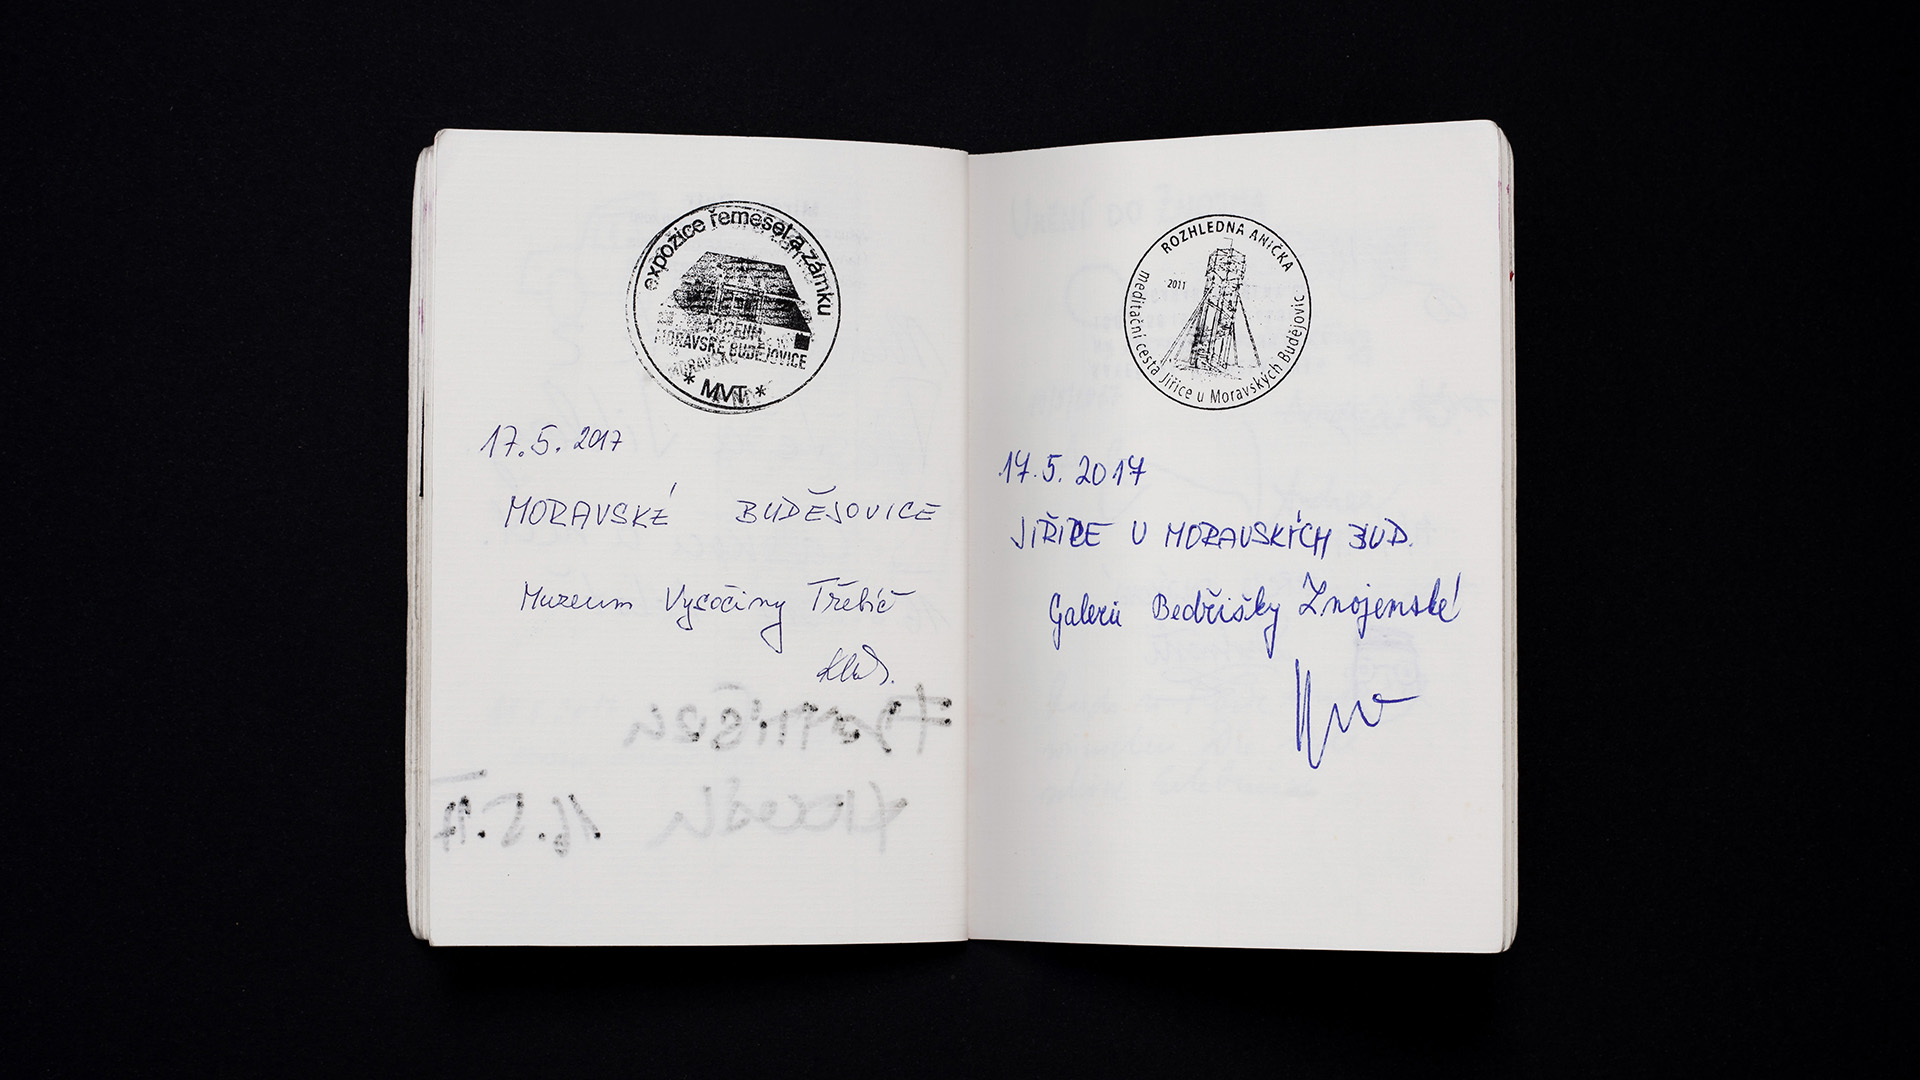 expozice řemesel a zámku
MUZEUM
MORAVSKÉ BUDĚJOVICE
* MVT *
17.5.2017
MORAVSKÉ BUDĚJOVICE
Muzeum Vysočiny Třebíč
ROZHLEDNA ANIČKA
2011
meditační cesta Jiřice u Moravských Budějovic
17.5.2017
JIŘICE U MORAVSKÝCH BUD.
Galerii Bedřišky Znojemské